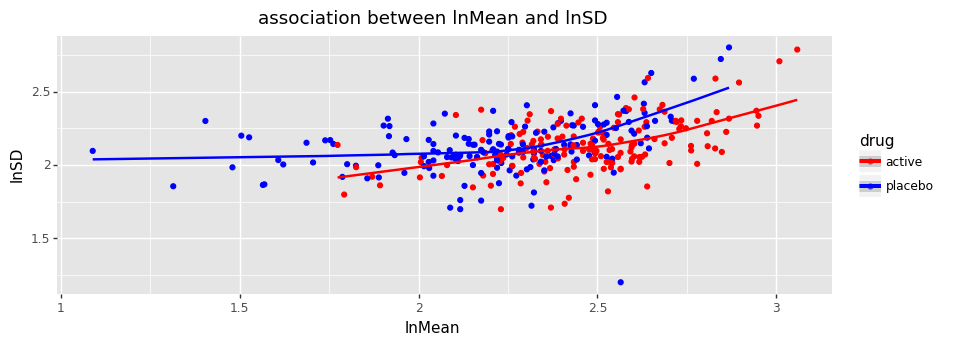 association between lnMean and lnSD
lnSD
2.5
2
1.5
1
1.5
2
2.5
3
lnMean
drug
active
placebo